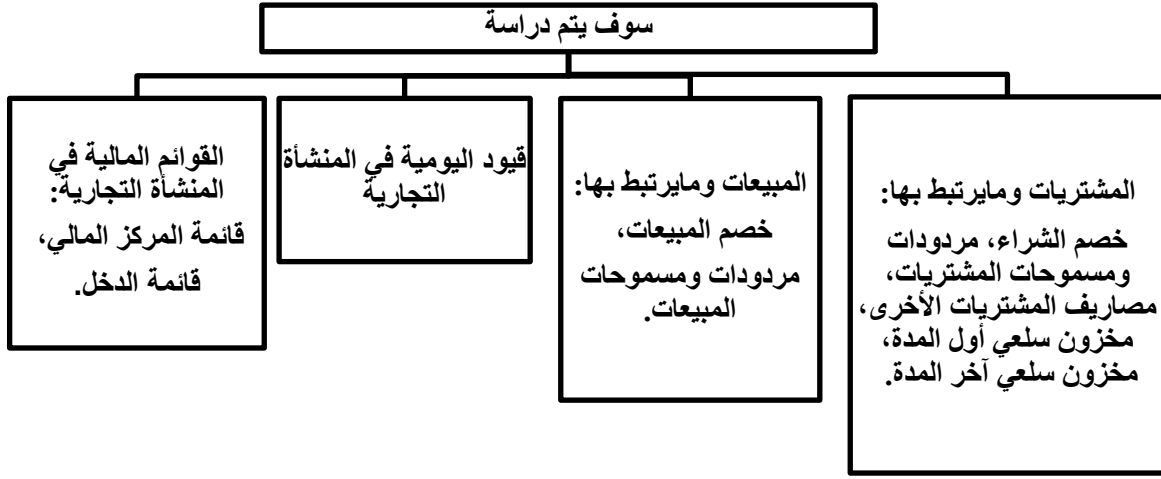 سوف يتم دراسة
المشتريات ومايرتبط بها:
خصم الشراء، مردودات
ومسموحات المشتريات،
مصاريف المشتريات الأخرى،
مخزون سلعي أول المدة،
مخزون سلعي آخر المدة.
المبيعات ومايرتبط بها:
خصم المبيعات،
مردودات ومسموحات
المبيعات.
قيود اليومية في المنشأة
التجارية
القوائم المالية في
المنشأة التجارية:
قائمة المركز المالي،
قائمة الدخل.